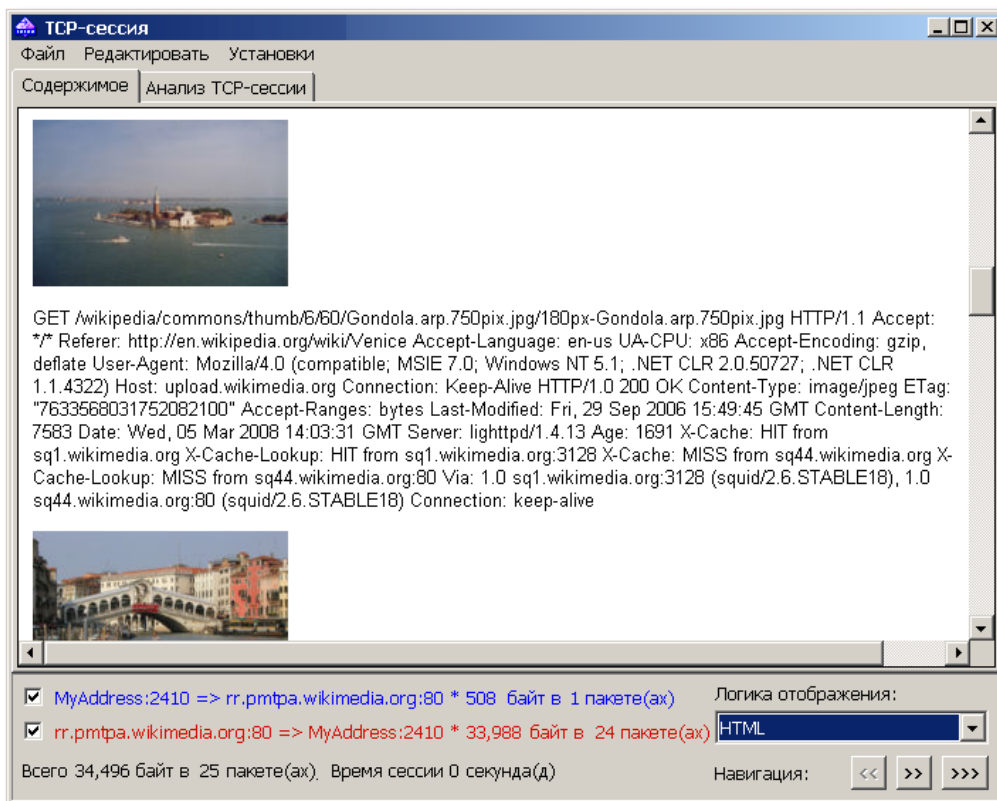 TCP-сессия
Файл Редактировать Установки
Содержимое Анализ TCP-сессии
GET /wikipedia/commons/thumb/6/60/Gondola.arp.750pix.jpg/180px-Gondola.arp.750pix.jpg HTTP/1.1 Accept:
*/* Referer: http://en.wikipedia.org/wiki/Venice Accept-Language: en-us UA-CPU: x86 Accept-Encoding: gzip,
deflate User-Agent: Mozilla/4.0 (compatible; MSIE 7.0; Windows NT 5.1; .NET CLR 2.0.50727; .NET CLR
1.1.4322) Host: upload.wikimedia.org Connection: Keep-Alive HTTP/1.0 200 OK Content-Type: image/jpeg ETag:
"7633568031752082100" Accept-Ranges: bytes Last-Modified: Fri, 29 Sep 2006 15:49:45 GMT Content-Length:
7583 Date: Wed, 05 Mar 2008 14:03:31 GMT Server: lighttpd/1.4.13 Age: 1691 X-Cache: HIT from
sq1.wikimedia.org X-Cache-Lookup: HIT from sq1.wikimedia.org:3128 X-Cache: MISS from sq44.wikimedia.org X-
Cache-Lookup: MISS from sq44.wikimedia.org:80 Via: 1.0 sq1.wikimedia.org:3128 (squid/2.6.STABLE18), 1.0
sq44.wikimedia.org:80 (squid/2.6.STABLE18) Connection: keep-alive
MyAddress:2410 => rr.pmtpa.wikimedia.org:80 * 508 байт в 1 пакете(ах)
rr.pmtpa.wikimedia.org:80 => MyAddress:2410 * 33,988 байт в 24 пакете(ах)
Всего 34,496 байт в 25 пакете(ах). Время сессии 0 секунда(д)
Логика отображения:
HTML
Навигация: << >> >>>